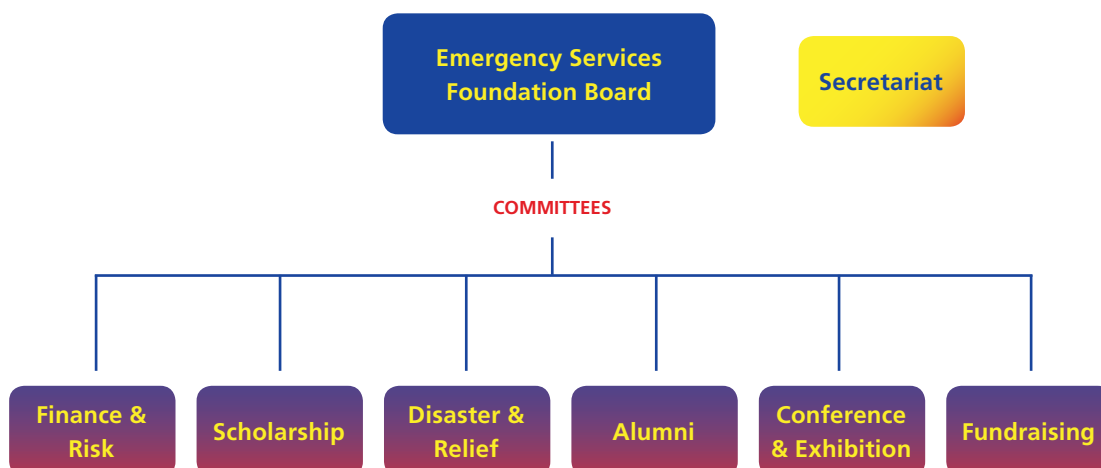 Emergency Services
Foundation Board
Secretariat
COMMITTEES
Finance &
Risk
Scholarship
Disaster &
Relief
Alumni
Conference
& Exhibition
Fundraising